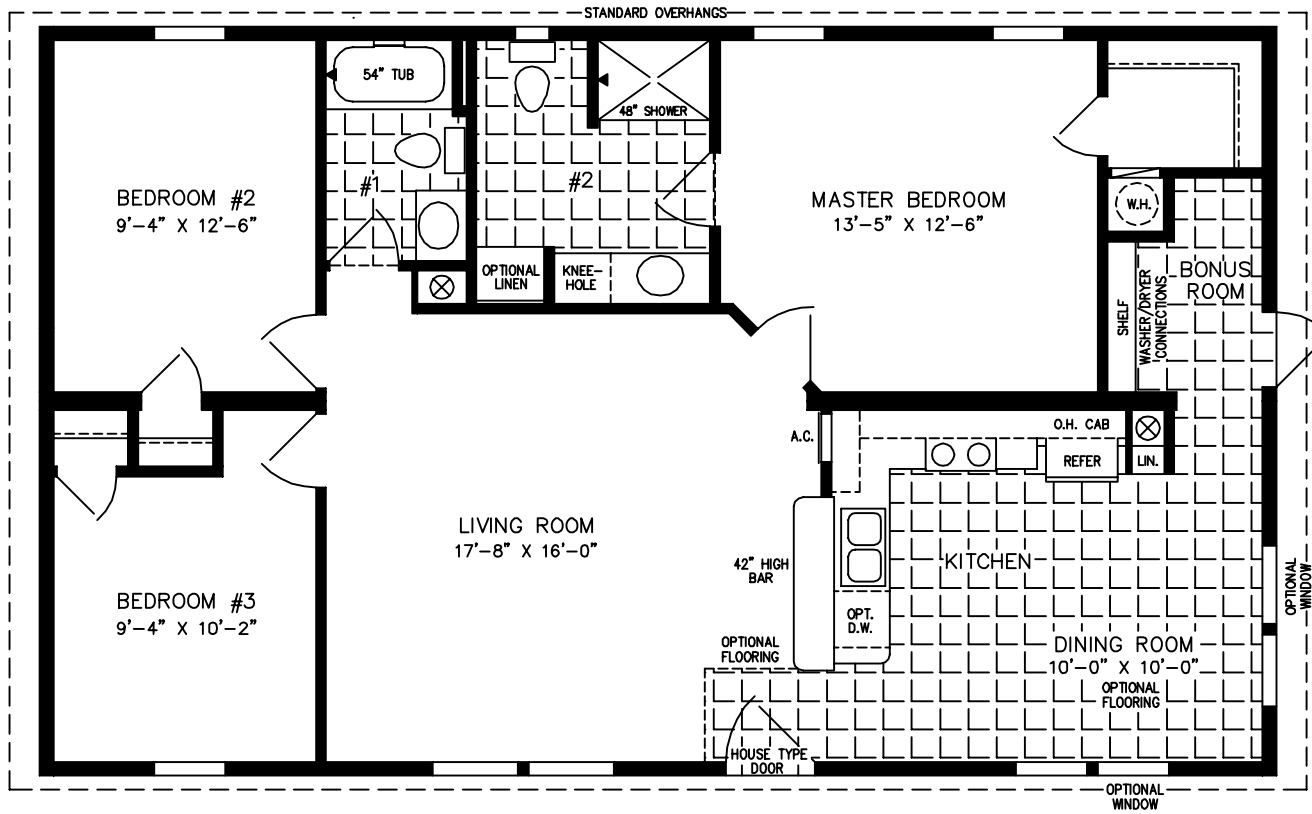 STANDARD OVERHANGS
54" TUB
48" SHOWER
#1
#2
BEDROOM #2
9'-4" X 12'-6"
MASTER BEDROOM
13'-5" X 12'-6"
W.H.
OPTIONAL
LINEN
KNEE-
HOLE
BONUS
ROOM
SHELF
WASHER/DRYER
CONNECTIONS
A.C.
O.H. CAB
REFER
LIN.
LIVING ROOM
17'-8" X 16'-0"
42" HIGH
BAR
KITCHEN
OPT.
D.W.
BEDROOM #3
9'-4" X 10'-2"
OPTIONAL
FLOORING
DINING ROOM
10'-0" X 10'-0"
OPTIONAL
FLOORING
OPTIONAL
WINDOW
HOUSE TYPE
DOOR
OPTIONAL
WINDOW